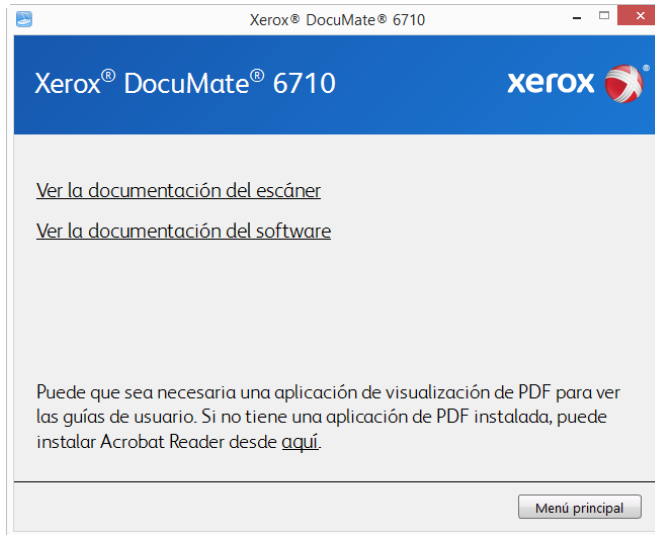 Xerox® DocuMate® 6710
Xerox® DocuMate® 6710
xerox ®
Ver la documentación del escáner
Ver la documentación del software
Puede que sea necesaria una aplicación de visualización de PDF para ver
las guías de usuario. Si no tiene una aplicación de PDF instalada, puede
instalar Acrobat Reader desde aquí.
Menú principal